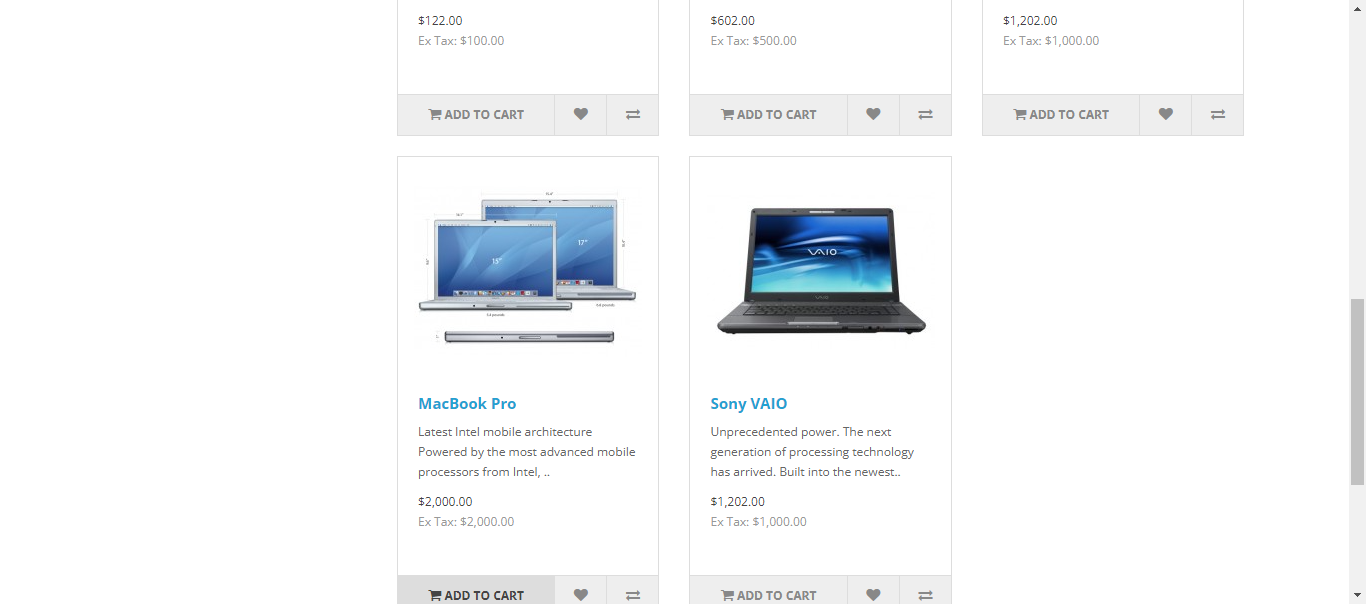 $122.00
Ex Tax: $100.00
ADD TO CART
$602.00
Ex Tax: $500.00
ADD TO CART
$1,202.00
Ex Tax: $1,000.00
ADD TO CART
15"
17"
MacBook Pro
Latest Intel mobile architecture
Powered by the most advanced mobile
processors from Intel, ..
$2,000.00
Ex Tax: $2,000.00
ADD TO CART
VAIO
VAIO
Sony VAIO
Unprecedented power. The next
generation of processing technology
has arrived. Built into the newest..
$1,202.00
Ex Tax: $1,000.00
ADD TO CART